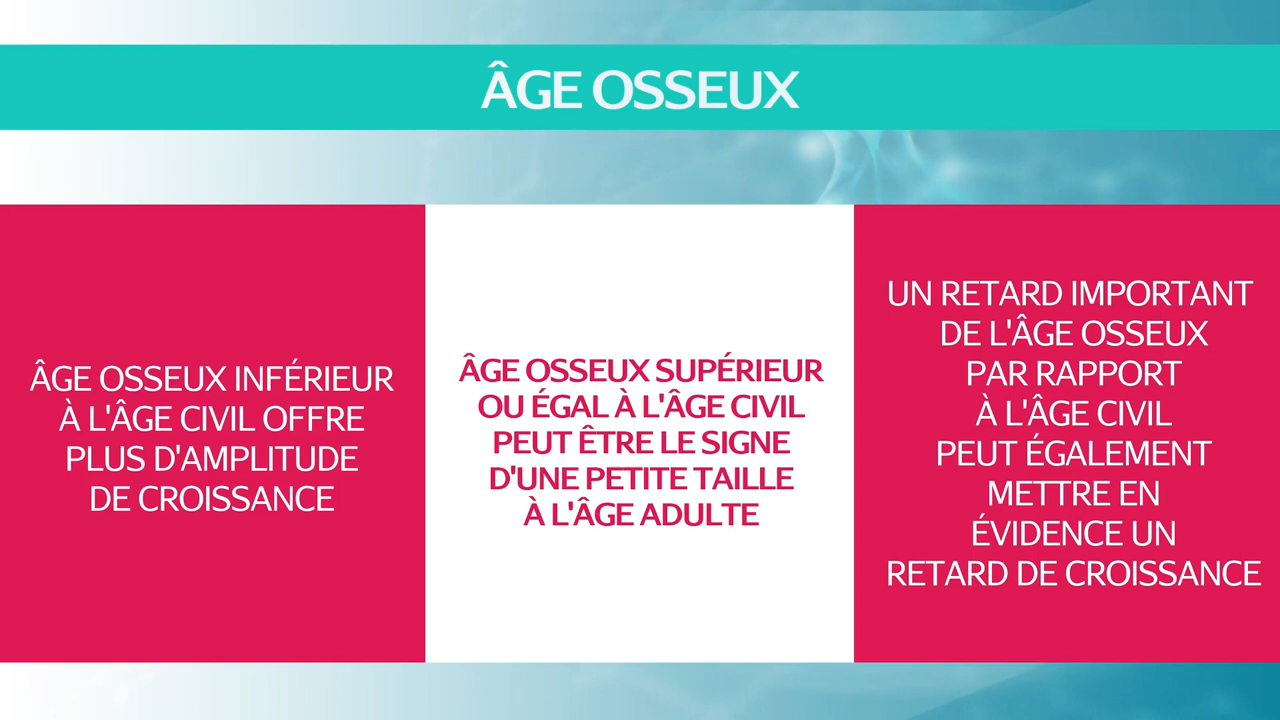 ÂGE OSSEUX
ÂGE OSSEUX INFÉRIEUR
À L'ÂGE CIVIL OFFRE
PLUS D'AMPLITUDE
DE CROISSANCE
ÂGE OSSEUX SUPÉRIEUR
OU ÉGAL À L'ÂGE CIVIL
PEUT ÊTRE LE SIGNE
D'UNE PETITE TAILLE
À L'ÂGE ADULTE
UN RETARD IMPORTANT
DE L'ÂGE OSSEUX
PAR RAPPORT
À L'ÂGE CIVIL
PEUT ÉGALEMENT
METTRE EN
ÉVIDENCE UN
RETARD DE CROISSANCE